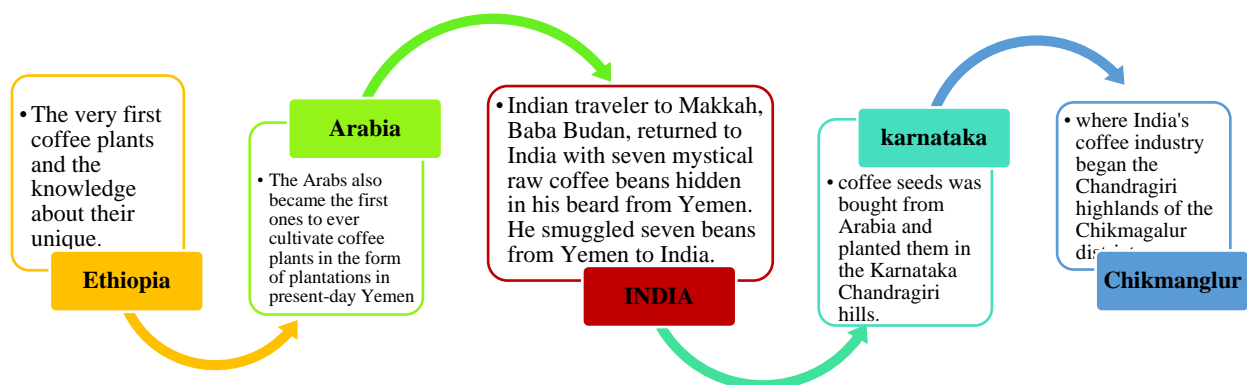 • The very first
coffee plants
and the
knowledge
about their
unique.
Ethiopia
Arabia
• The Arabs also
became the first
ones to ever
cultivate coffee
plants in the form
of plantations in
present-day Yemen
• Indian traveler to Makkah,
Baba Budan, returned to
India with seven mystical
raw coffee beans hidden
in his beard from Yemen.
He smuggled seven beans
from Yemen to India.
INDIA
karnataka
• coffee seeds was
bought from
Arabia and
planted them in
the Karnataka
Chandragiri
hills.
• where India's
coffee industry
began the
Chandragiri
highlands of the
Chikmagalur
Chikmanglur